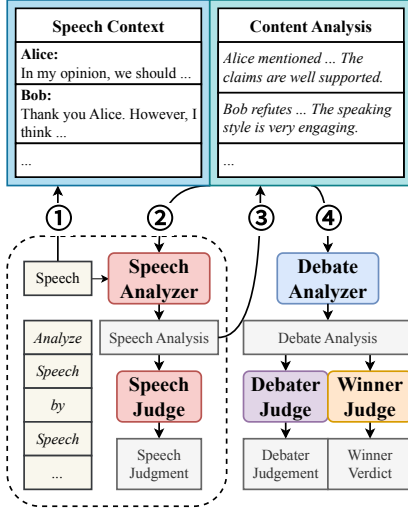 Speech Context
Alice:
In my opinion, we should ...
Bob:
Thank you Alice. However, I
think ...
...
Content Analysis
Alice mentioned ... The
claims are well supported.
Bob refutes ... The speaking
style is very engaging.
...
①
②
③
④
Speech
Speech
Analyzer
Debate
Analyzer
Analyze
Speech
by
Speech
...
Speech Analysis
Debate Analysis
Speech
Judge
Debater
Judge
Winner
Judge
Speech
Judgment
Debater
Judgement
Winner
Verdict